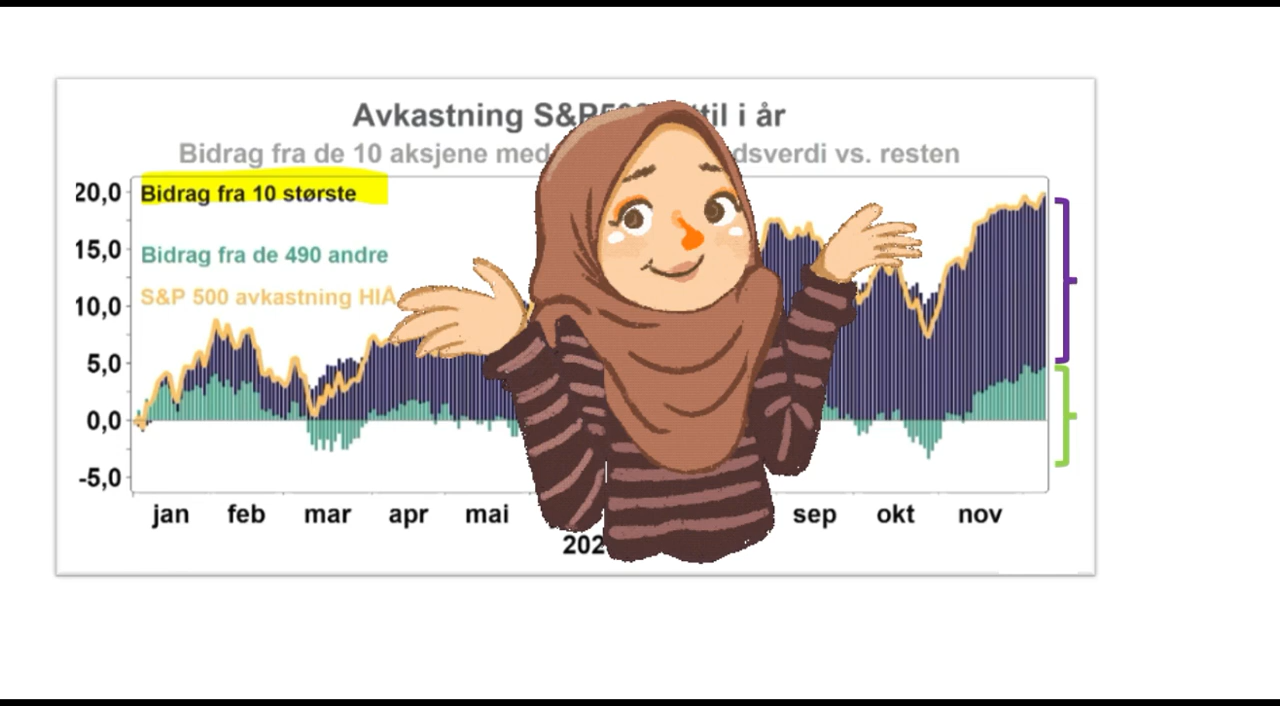 Avkastning S&P500 til i år
Bidrag fra de 10 aksjene med vs. resten
20,0
Bidrag fra 10 største
15,0
Bidrag fra de 490 andre
S&P 500 avkastning HIÅ
10,0
5,0
0,0
-5,0
jan feb mar apr mai sep okt nov